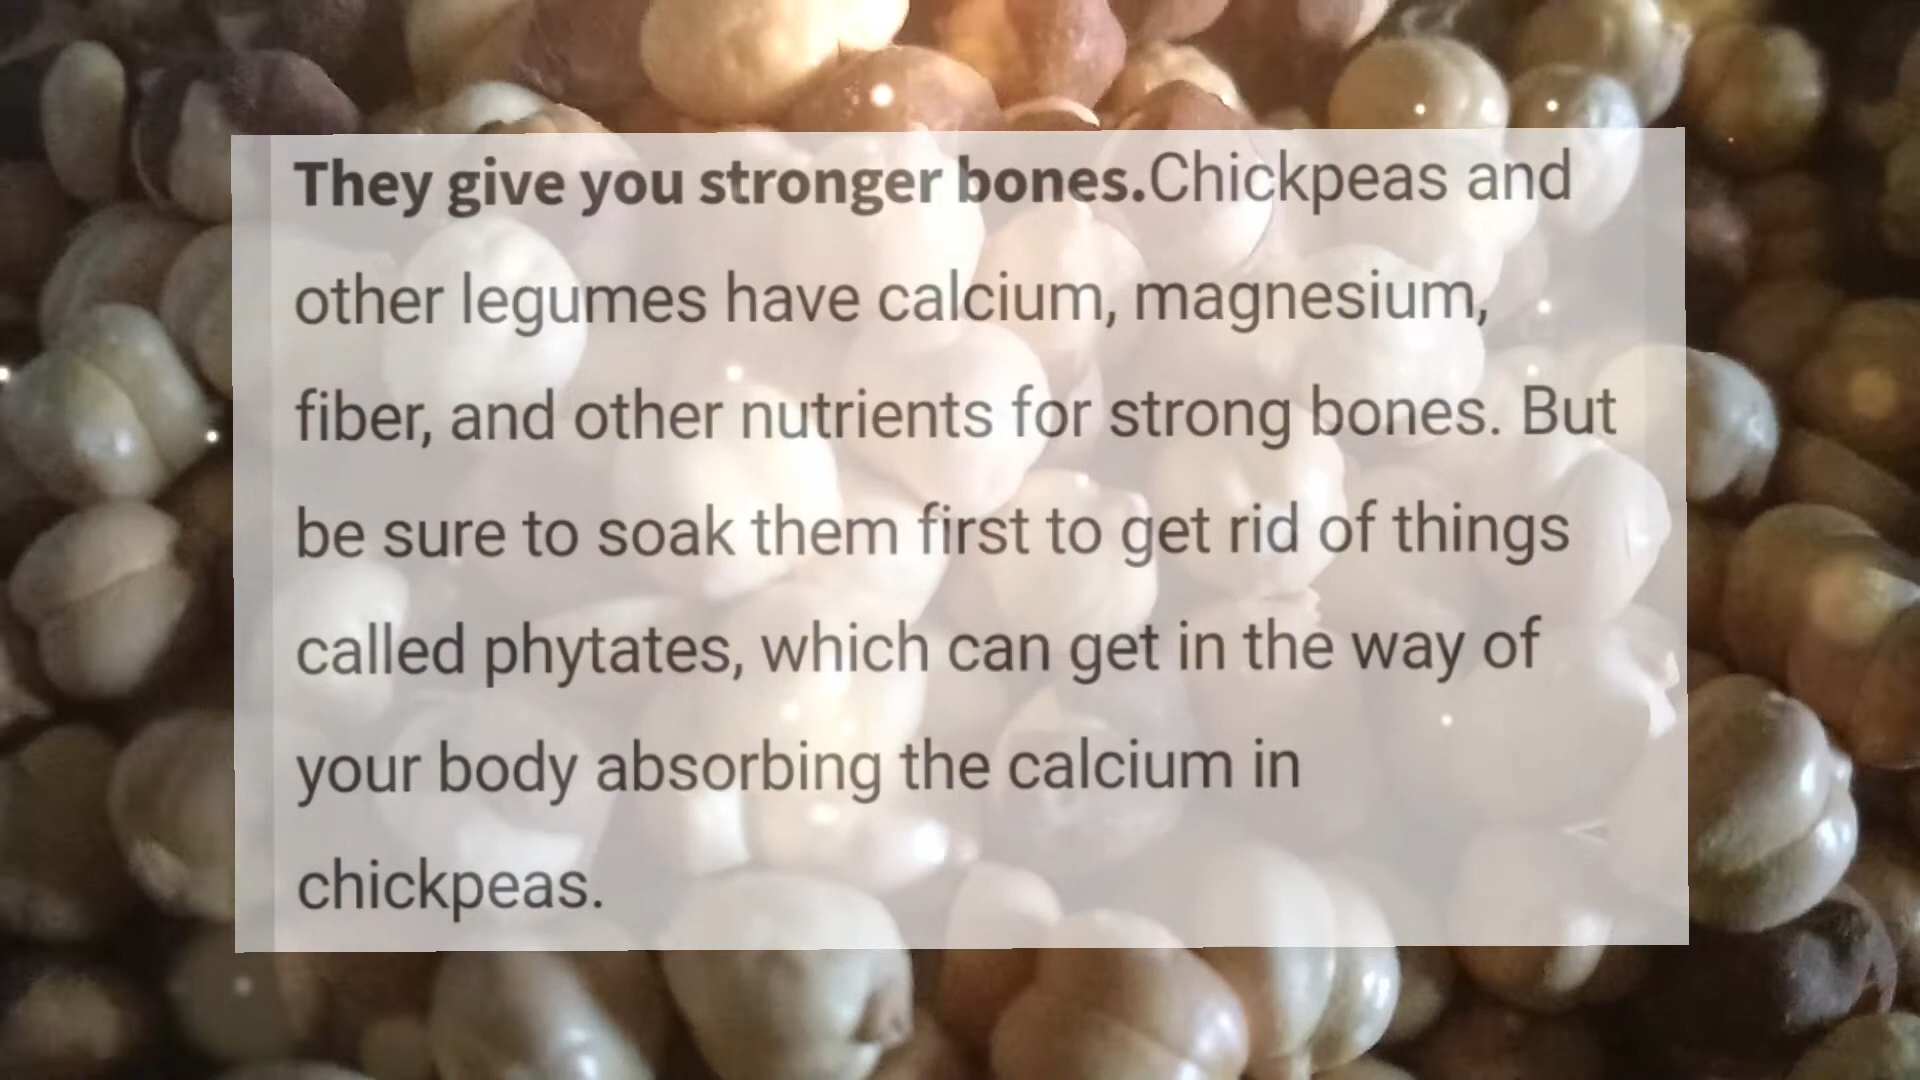 They give you stronger bones.Chickpeas and
other legumes have calcium, magnesium,
fiber, and other nutrients for strong bones. But
be sure to soak them first to get rid of things
called phytates, which can get in the way of
your body absorbing the calcium in
chickpeas.